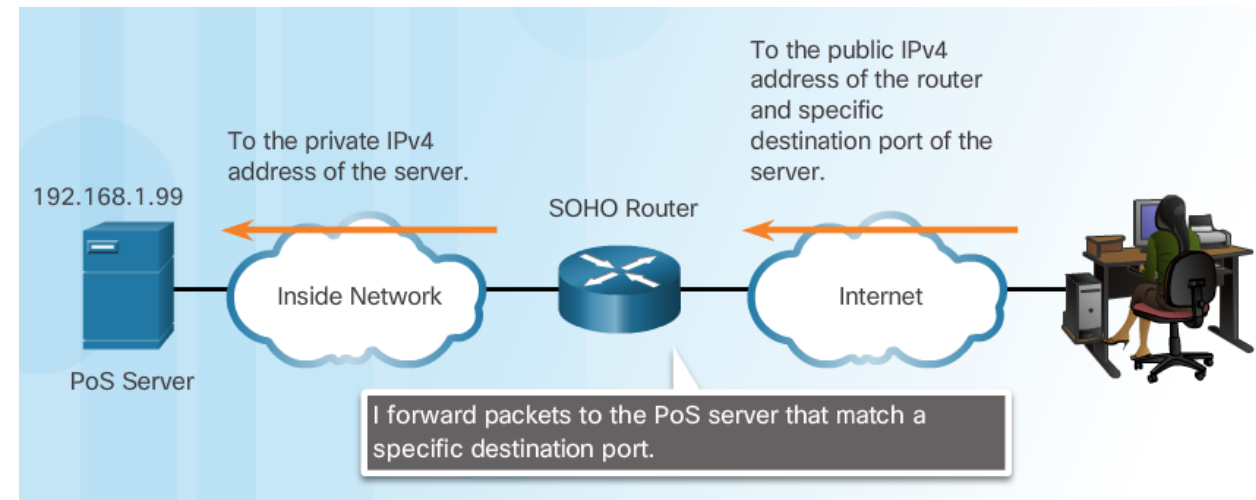 To the public IPv4
address of the router
and specific
destination port of the
server.
To the private IPv4
address of the server.
192.168.1.99
SOHO Router
Inside Network
Internet
PoS Server
I forward packets to the PoS server that match a
specific destination port.